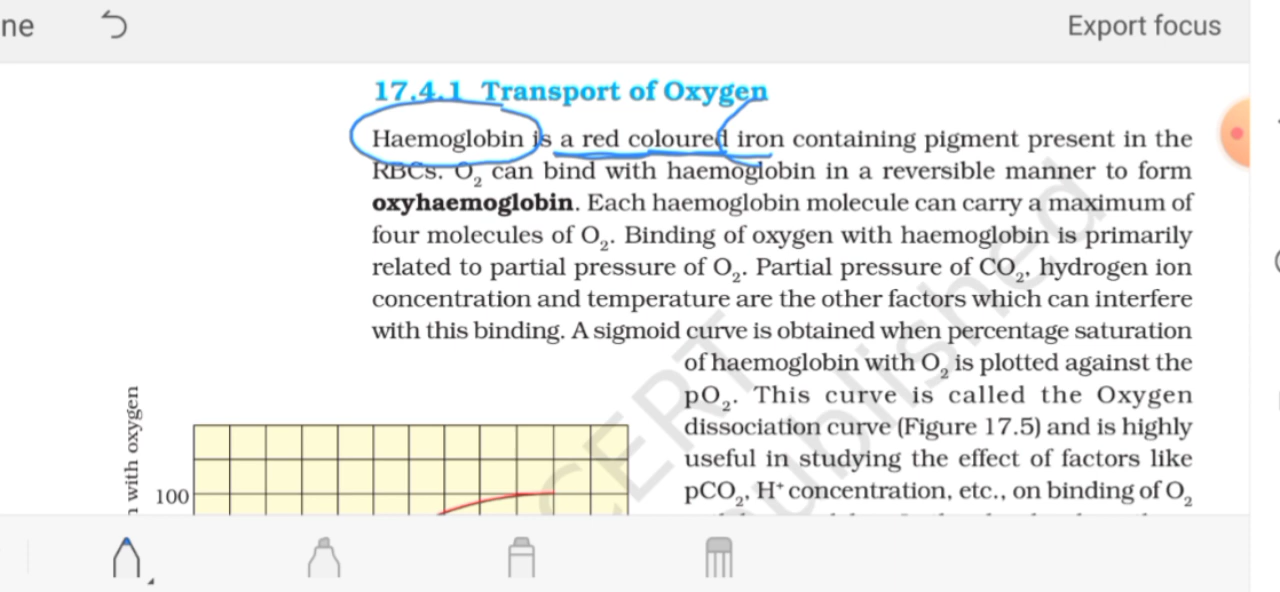 ne
Export focus
17.4.1 Transport of Oxygen
Haemoglobin is a red coloured iron containing pigment present in the
RBCs. O₂ can bind with haemoglobin in a reversible manner to form
oxyhaemoglobin. Each haemoglobin molecule can carry a maximum of
four molecules of O₂. Binding of oxygen with haemoglobin is primarily
related to partial pressure of O₂. Partial pressure of CO₂, hydrogen ion
concentration and temperature are the other factors which can interfere
with this binding. A sigmoid curve is obtained when percentage saturation
of haemoglobin with O₂ is plotted against the
pO₂. This curve is called the Oxygen
dissociation curve (Figure 17.5) and is highly
useful in studying the effect of factors like
pCO₂, H⁺ concentration, etc., on binding of O₂
with oxygen
100
CERT
published